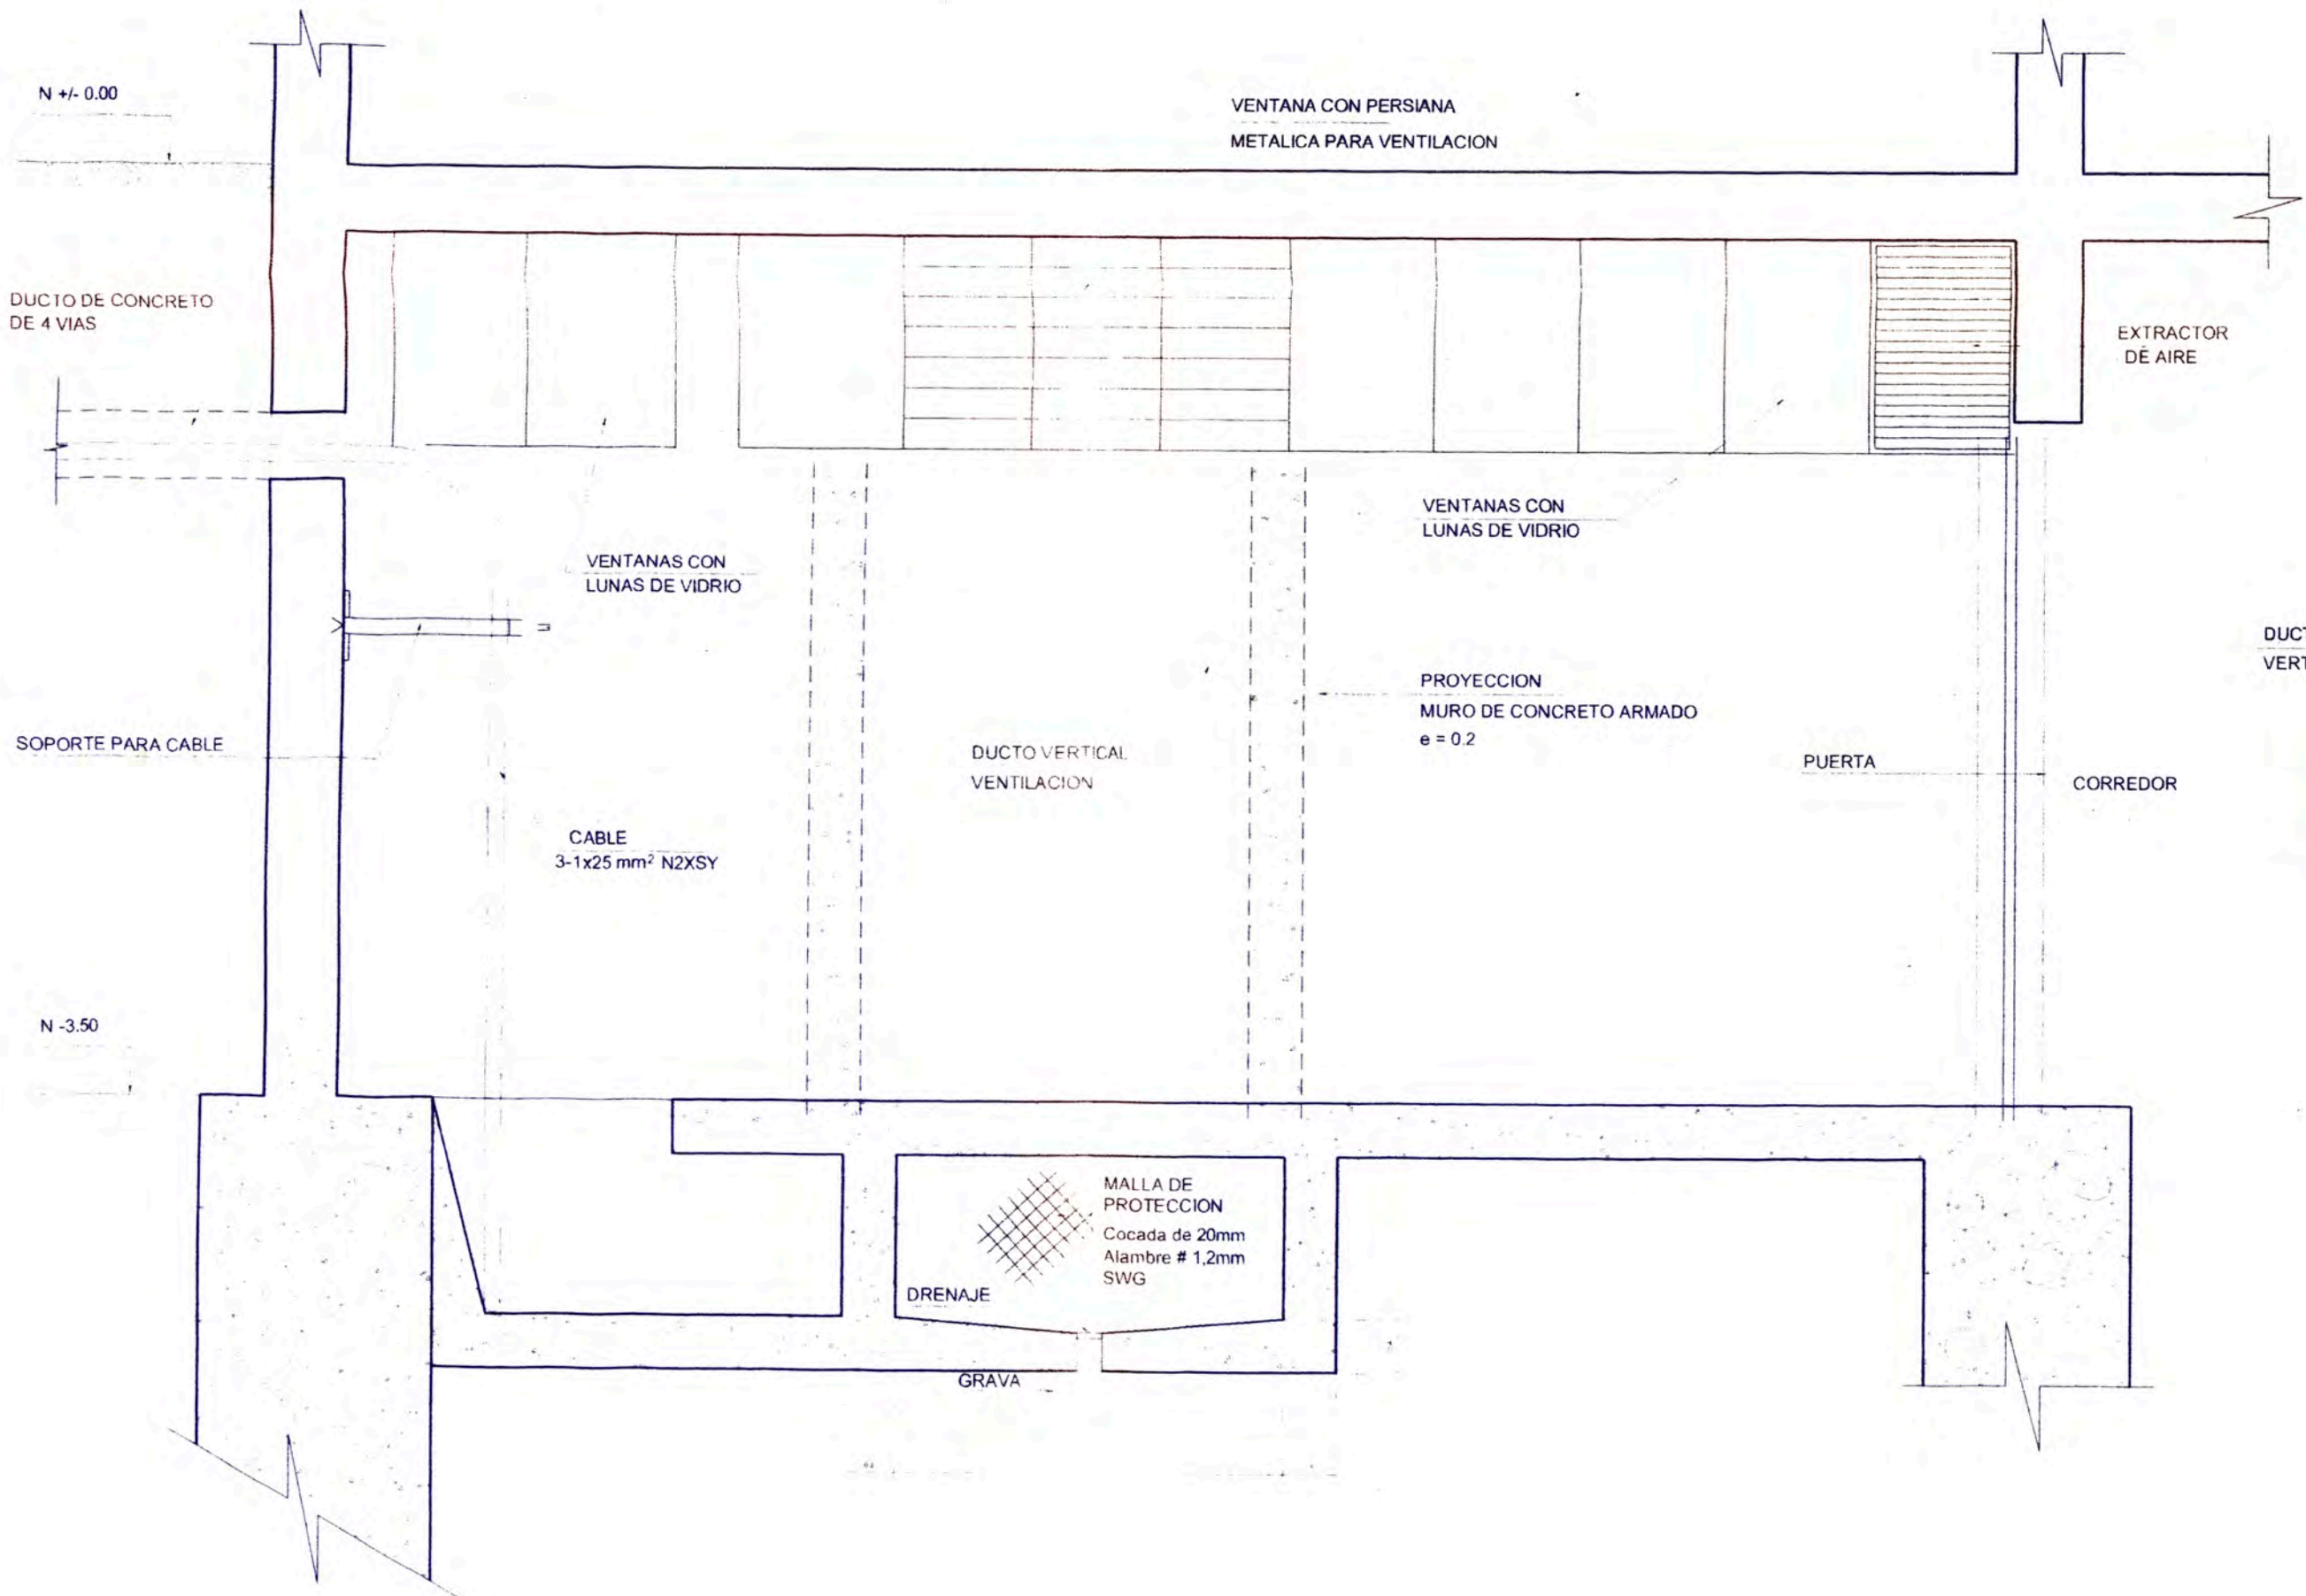 N +/- 0.00
VENTANA CON PERSIANA
METALICA PARA VENTILACION
DUCTO DE CONCRETO
DE 4 VIAS
EXTRACTOR
DE AIRE
VENTANAS CON
LUNAS DE VIDRIO
VENTANAS CON
LUNAS DE VIDRIO
SOPORTE PARA CABLE
DUCTO VERTICAL
VENTILACION
PROYECCION
MURO DE CONCRETO ARMADO
e = 0.2
PUERTA
CORREDOR
CABLE
3-1x25 mm² N2XSY
N -3.50
MALLA DE
PROTECCION
Cocada de 20mm
Alambre # 1,2mm
SWG
DRENAJE
GRAVA